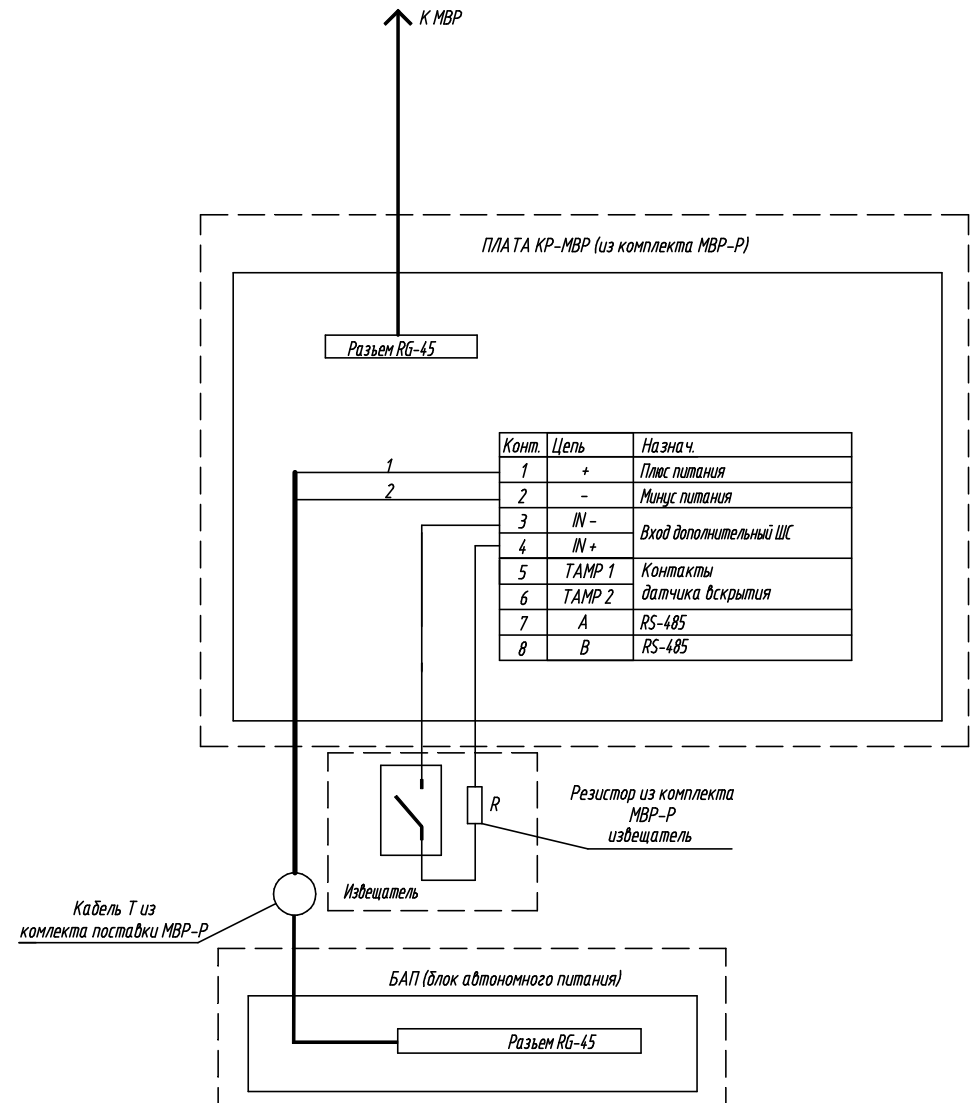 К МВР
ПЛАТА КР-МВР (из комплекта МВР-Р)
Разъем RG-45
Конт. Цепь Назнач.
1 1 + Плюс питания
2 2 - Минус питания
3 IN - Вход дополнительный ШС
4 IN +
5 TAMP 1 Контакты
6 TAMP 2 датчика вскрытия
7 A RS-485
8 B RS-485
R
Резистор из комплекта
МВР-Р
извещатель
Извещатель
Кабель Т из
комлекта поставки МВР-Р
БАП (блок автономного питания)
Разъем RG-45